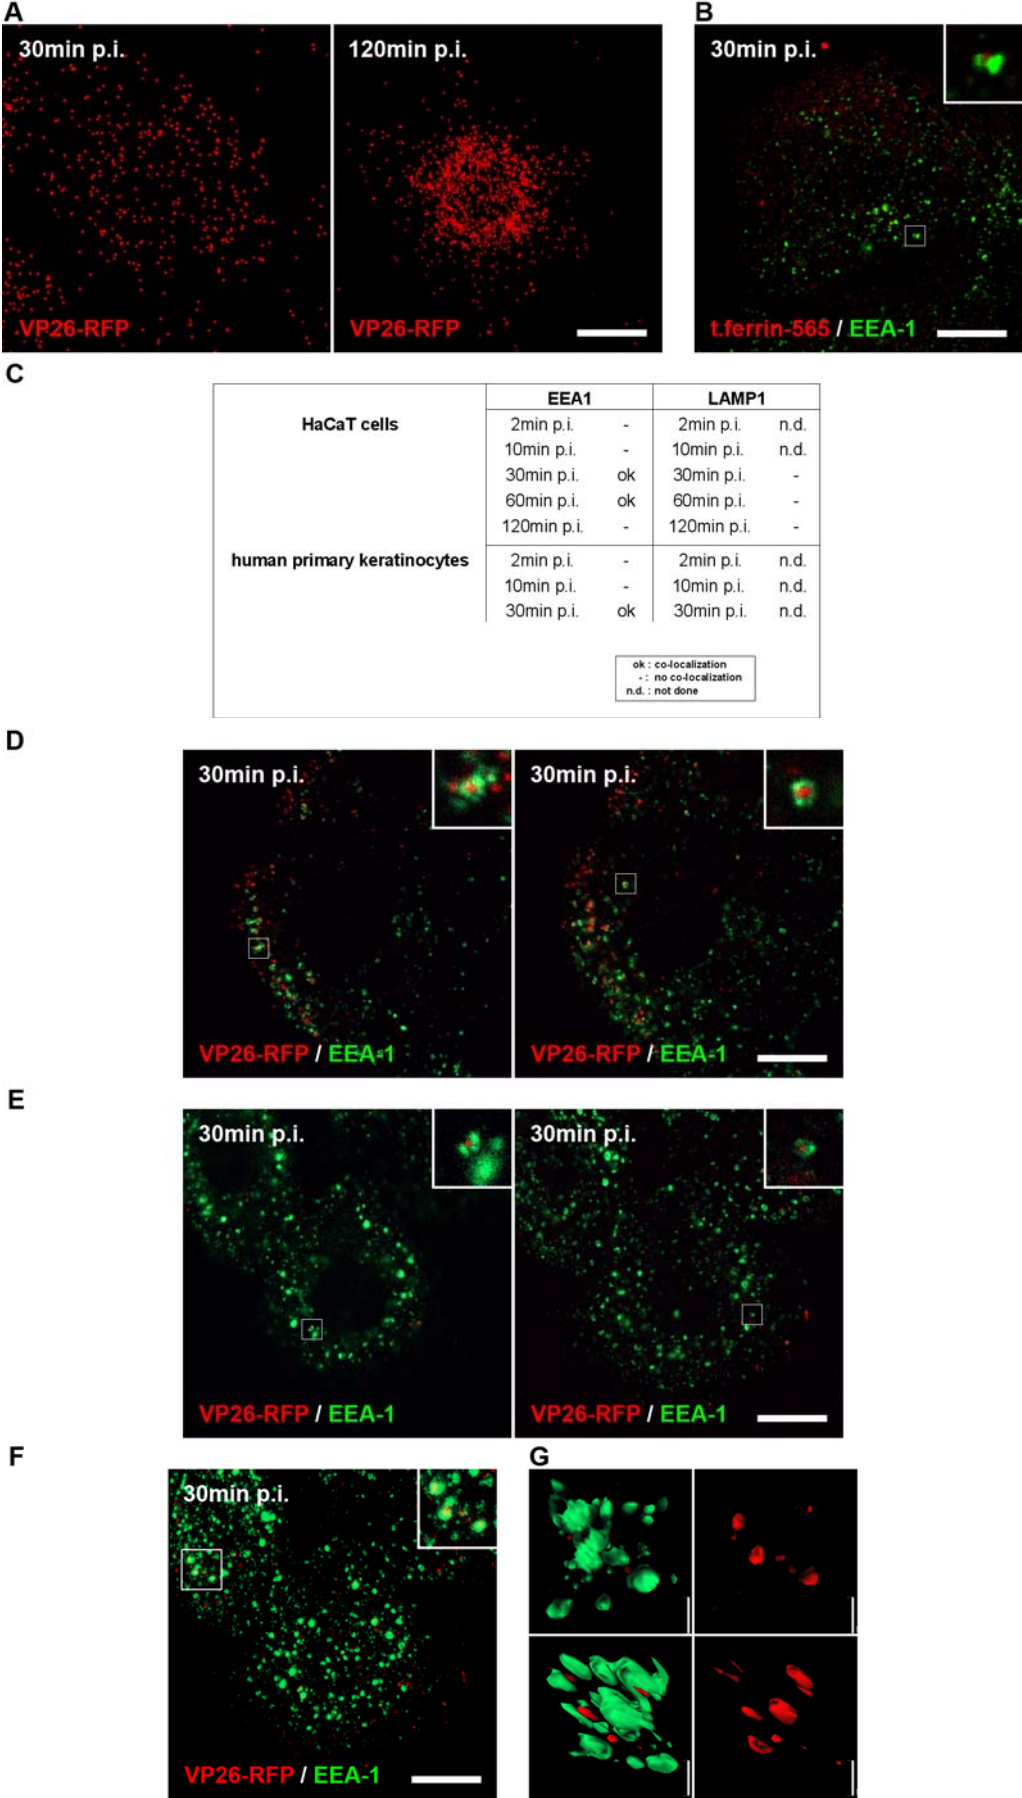 A
B
30min p.i.
120min p.i.
30min p.i.
VP26-RFP
VP26-RFP
t.ferrin-565 / EEA-1
C
EEA1 LAMP1
HaCaT cells 2min p.i. - 2min p.i. n.d.
10min p.i. - 10min p.i. n.d.
30min p.i. ok 30min p.i. -
60min p.i. ok 60min p.i. -
120min p.i. - 120min p.i. -
human primary keratinocytes 2min p.i. - 2min p.i. n.d.
10min p.i. - 10min p.i. n.d.
30min p.i. ok 30min p.i. n.d.
ok : co-localization
- : no co-localization
n.d. : not done
D
30min p.i.
30min p.i.
VP26-RFP / EEA-1
VP26-RFP / EEA-1
E
30min p.i.
30min p.i.
VP26-RFP / EEA-1
VP26-RFP / EEA-1
F
G
30min p.i.
VP26-RFP / EEA-1